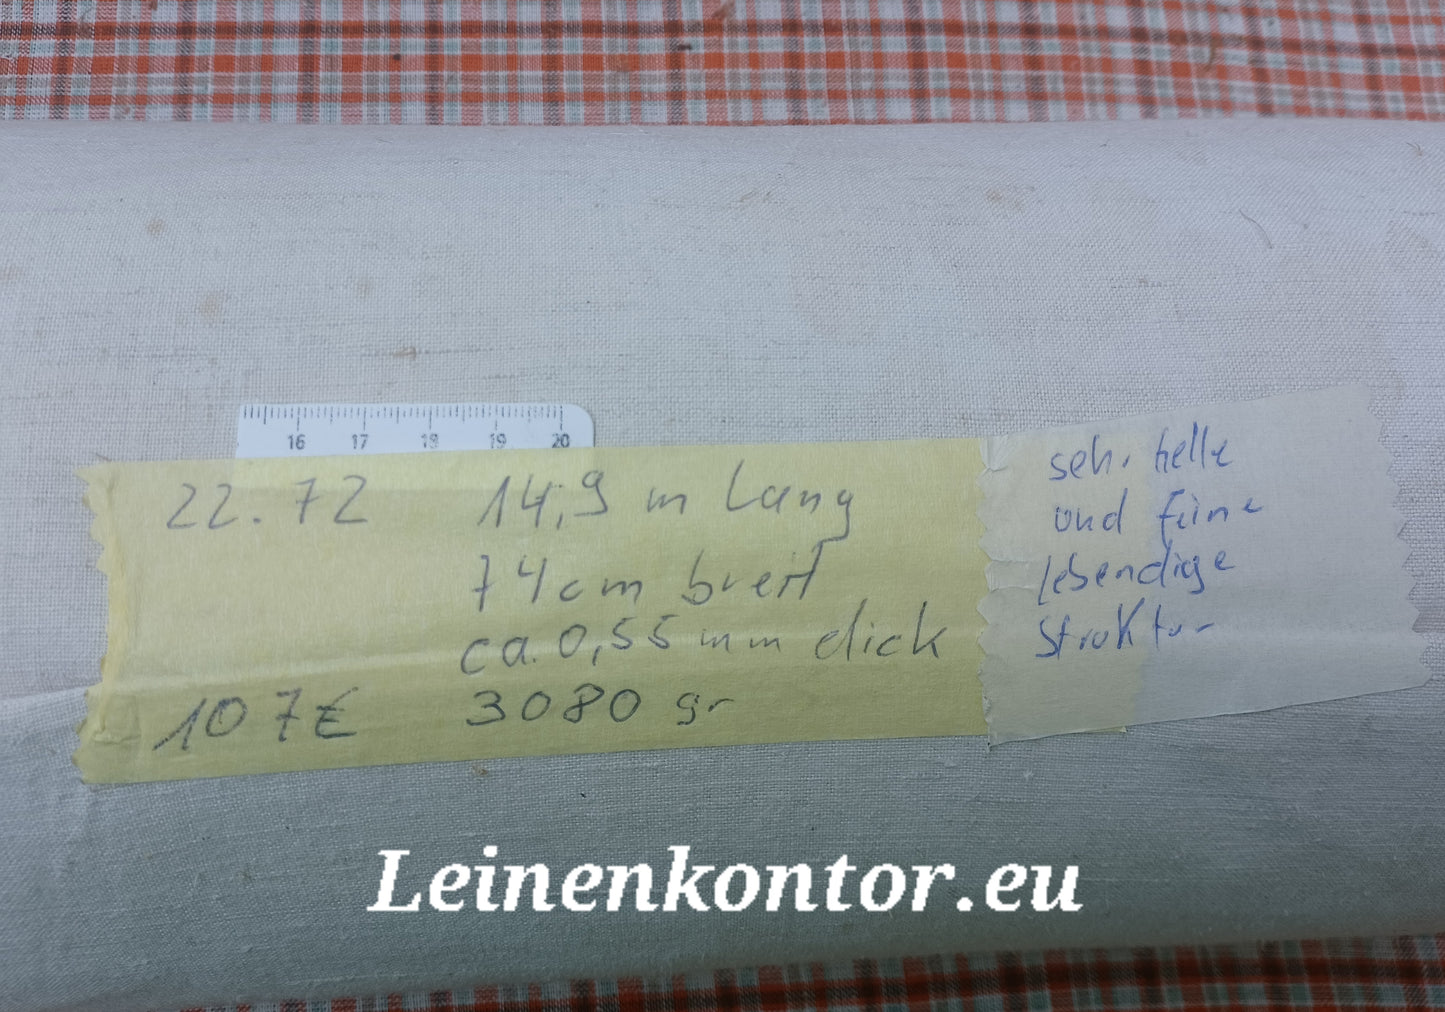 16 17 18 19 20
22.72 14,9 m lang
74 cm breit
ca. 0,55 mm dick
107€ 3080 gr
sehr helle
und feine
lebendige
Struktur
Leinenkontor.eu